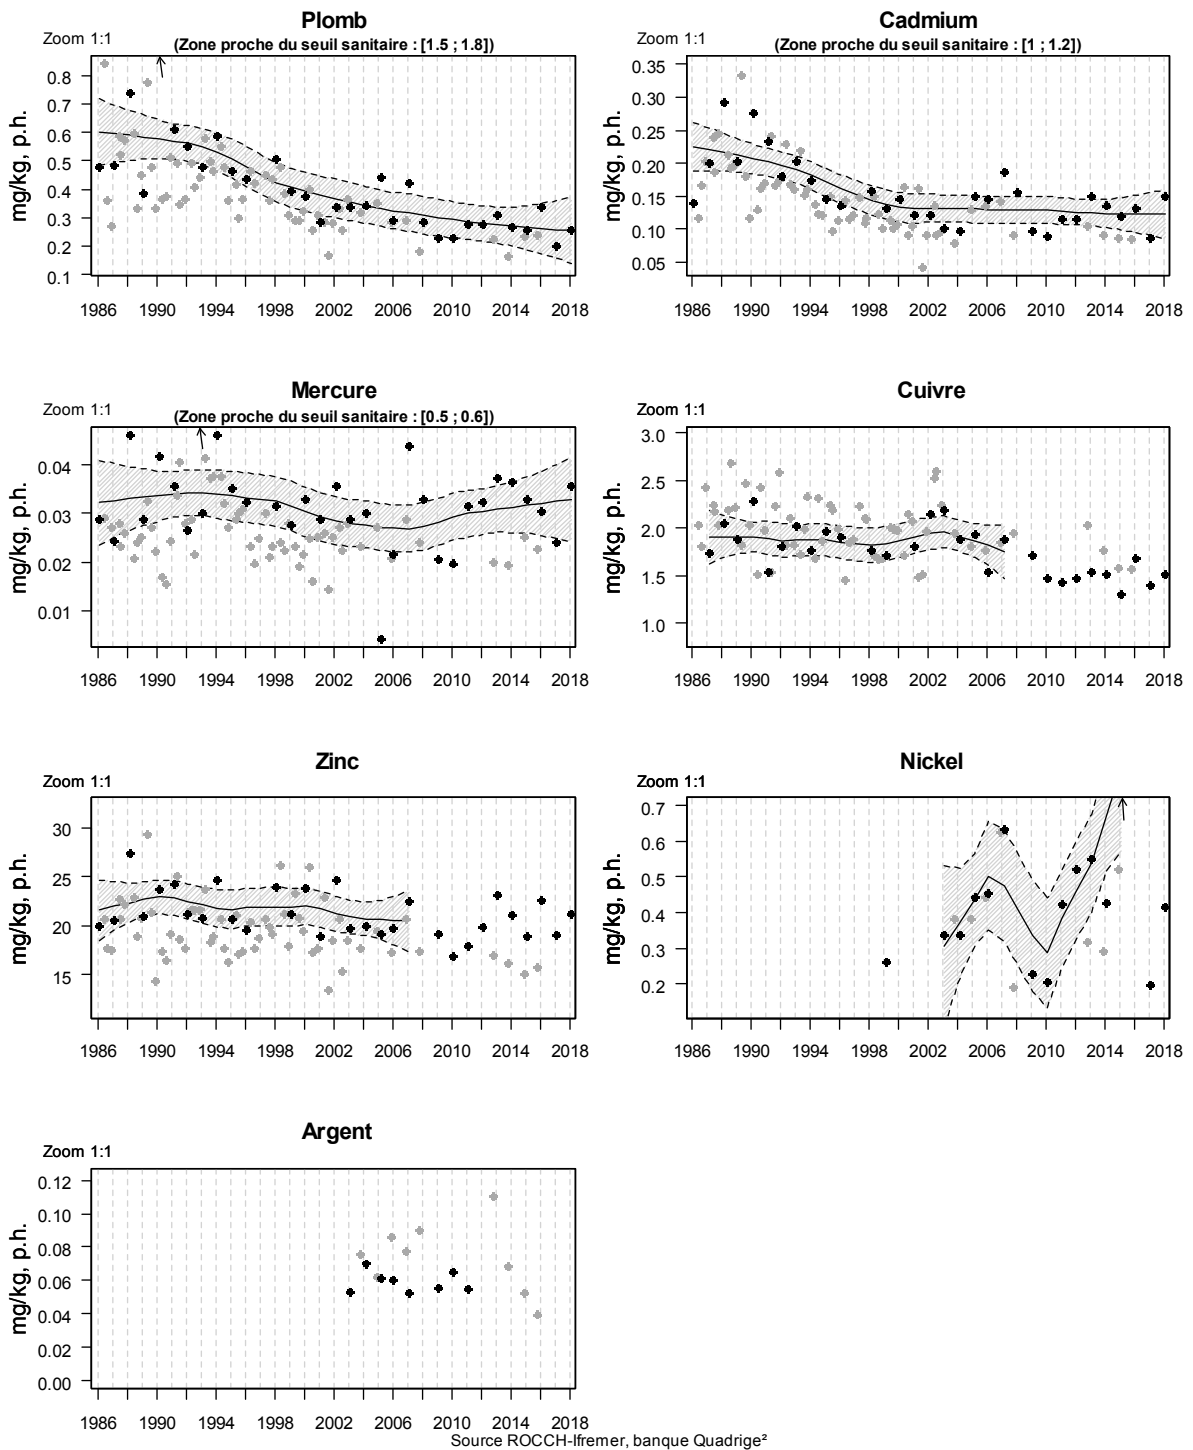 Plomb
Zoom 1:1
(Zone proche du seuil sanitaire : [1.5 ; 1.8])
mg/kg, p.h.
0.8
0.7
0.6
0.5
0.4
0.3
0.2
0.1
1986 1990 1994 1998 2002 2006 2010 2014 2018
Cadmium
Zoom 1:1
(Zone proche du seuil sanitaire : [1 ; 1.2])
mg/kg, p.h.
0.35
0.30
0.25
0.20
0.15
0.10
0.05
1986 1990 1994 1998 2002 2006 2010 2014 2018
Mercure
Zoom 1:1
(Zone proche du seuil sanitaire : [0.5 ; 0.6])
mg/kg, p.h.
0.04
0.03
0.02
0.01
1986 1990 1994 1998 2002 2006 2010 2014 2018
Cuivre
Zoom 1:1
mg/kg, p.h.
3.0
2.5
2.0
1.5
1.0
1986 1990 1994 1998 2002 2006 2010 2014 2018
Zinc
Zoom 1:1
mg/kg, p.h.
30
25
20
15
1986 1990 1994 1998 2002 2006 2010 2014 2018
Nickel
Zoom 1:1
mg/kg, p.h.
0.7
0.6
0.5
0.4
0.3
0.2
1986 1990 1994 1998 2002 2006 2010 2014 2018
Argent
Zoom 1:1
mg/kg, p.h.
0.12
0.10
0.08
0.06
0.04
0.02
0.00
1986 1990 1994 1998 2002 2006 2010 2014 2018
Source ROCCH-Ifremer, banque Quadrige²